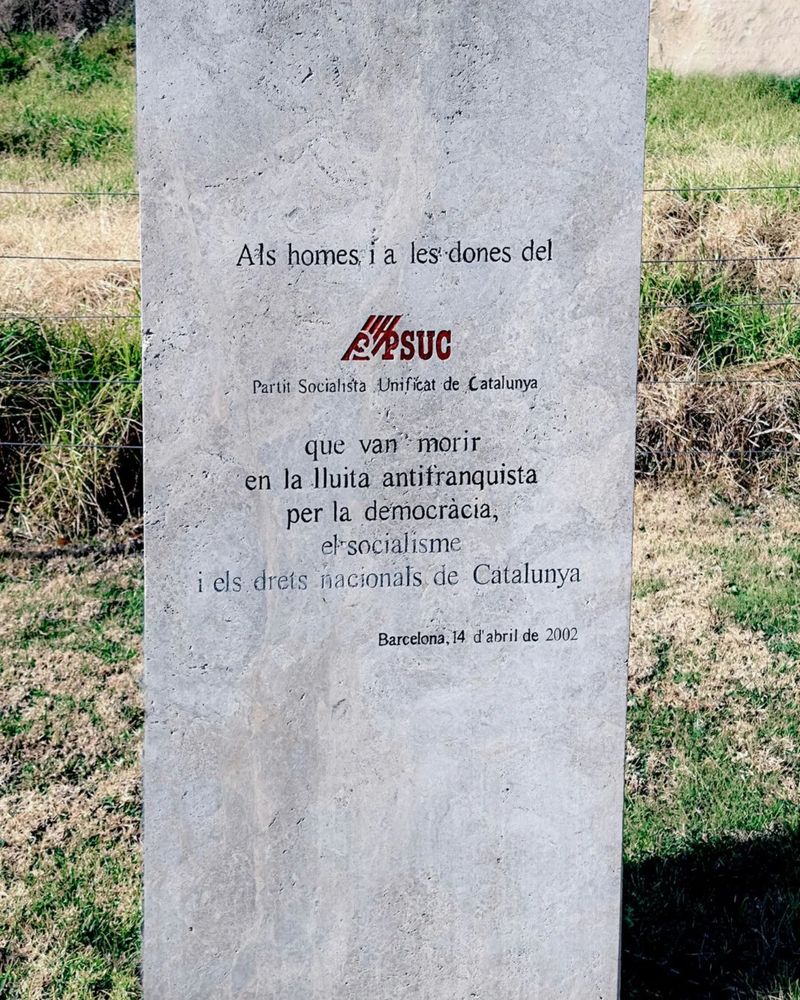 Als homes i a les dones del
PSUC
Partit Socialista Unificat de Catalunya
que van morir
en la lluita antifranquista
per la democràcia,
el socialisme
i els drets nacionals de Catalunya
Barcelona, 14 d'abril de 2002